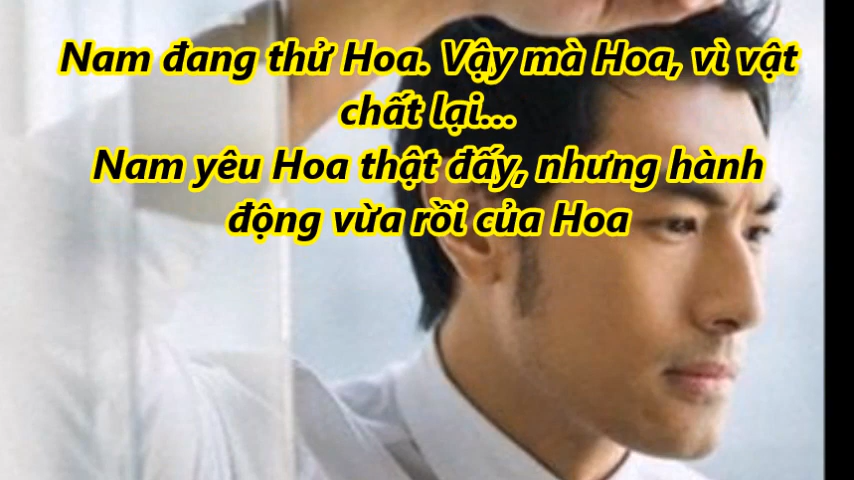 Nam đang thử Hoa. Vậy mà Hoa, vì vật
chất lại...
Nam yêu Hoa thật đấy, nhưng hành
động vừa rồi của Hoa